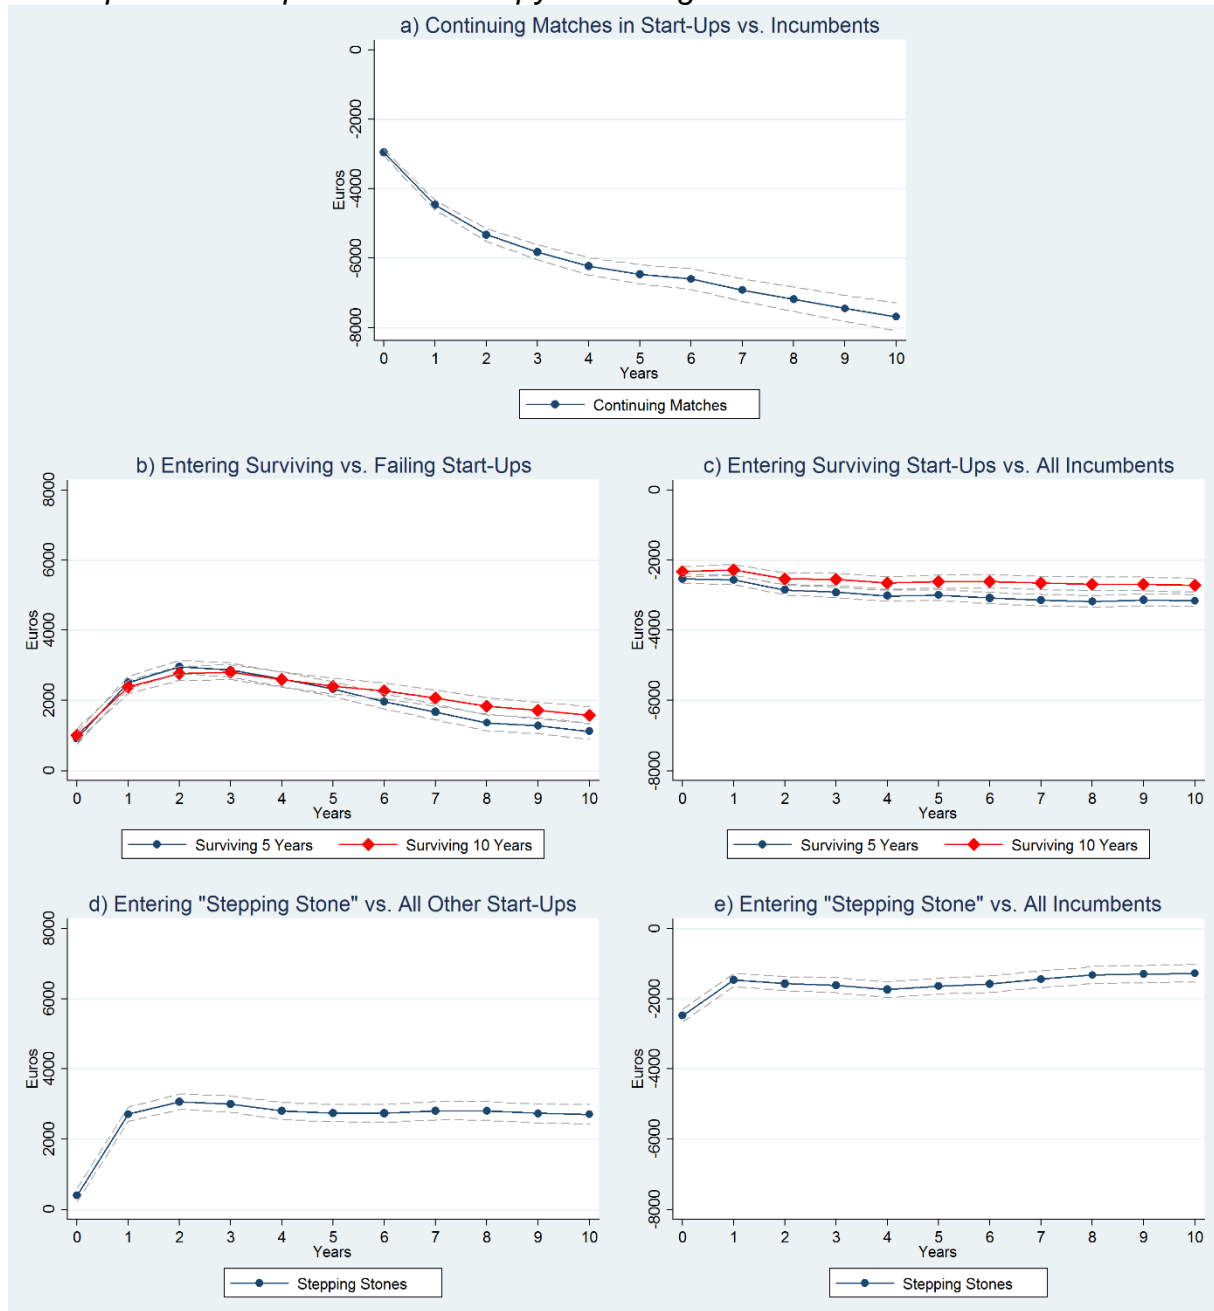 a) Continuing Matches in Start-Ups vs. Incumbents
0
-2000
-4000
-6000
-8000
Euros
0 1 2 3 4 5 6 7 8 9 10
Years
Continuing Matches
b) Entering Surviving vs. Failing Start-Ups
8000
6000
4000
2000
0
Euros
0 1 2 3 4 5 6 7 8 9 10
Years
Surviving 5 Years Surviving 10 Years
c) Entering Surviving Start-Ups vs. All Incumbents
0
-2000
-4000
-6000
-8000
Euros
0 1 2 3 4 5 6 7 8 9 10
Years
Surviving 5 Years Surviving 10 Years
d) Entering "Stepping Stone" vs. All Other Start-Ups
8000
6000
4000
2000
0
Euros
0 1 2 3 4 5 6 7 8 9 10
Years
Stepping Stones
e) Entering "Stepping Stone" vs. All Incumbents
0
-2000
-4000
-6000
-8000
Euros
0 1 2 3 4 5 6 7 8 9 10
Years
Stepping Stones